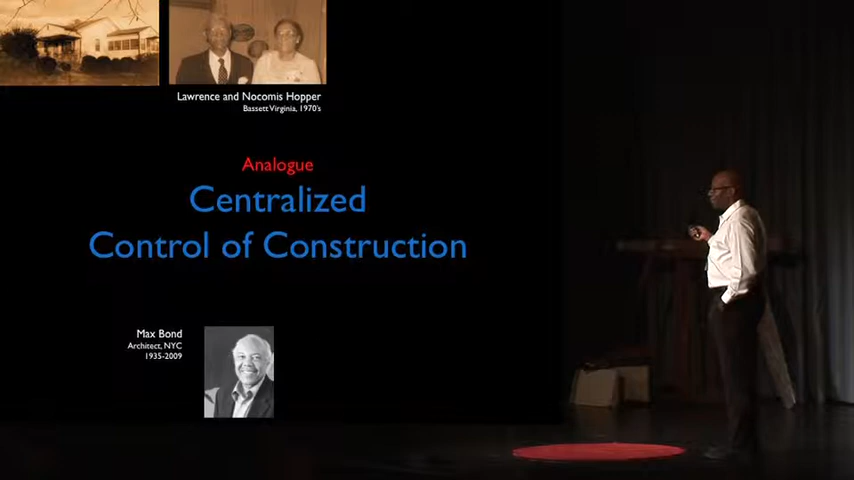 Lawrence and Nocomis Hopper
Bassett Virginia, 1970's
Analogue
Centralized
Control of Construction
Max Bond
Architect, NYC
1935-2009